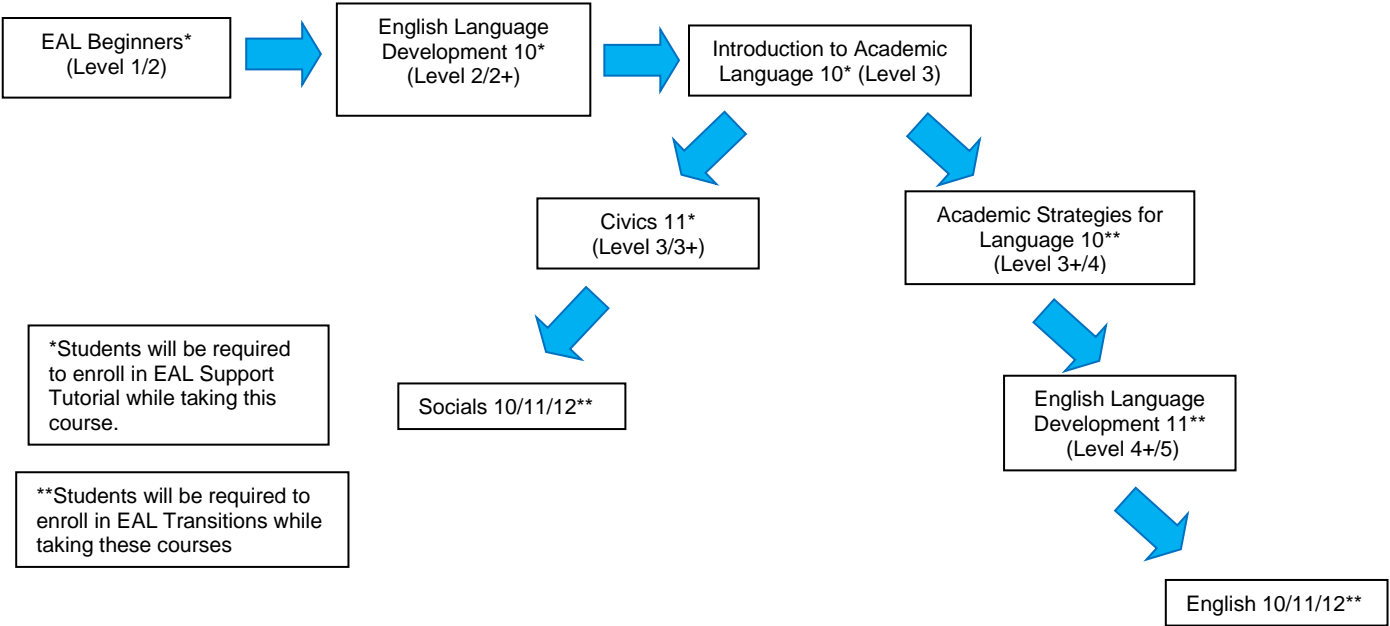 EAL Beginners*
(Level 1/2)
English Language
Development 10*
(Level 2/2+)
Introduction to Academic
Language 10* (Level 3)
Civics 11*
(Level 3/3+)
Academic Strategies for
Language 10**
(Level 3+/4)
*Students will be required
to enroll in EAL Support
Tutorial while taking this
course.
Socials 10/11/12**
English Language
Development 11**
(Level 4+/5)
**Students will be required to
enroll in EAL Transitions while
taking these courses
English 10/11/12**